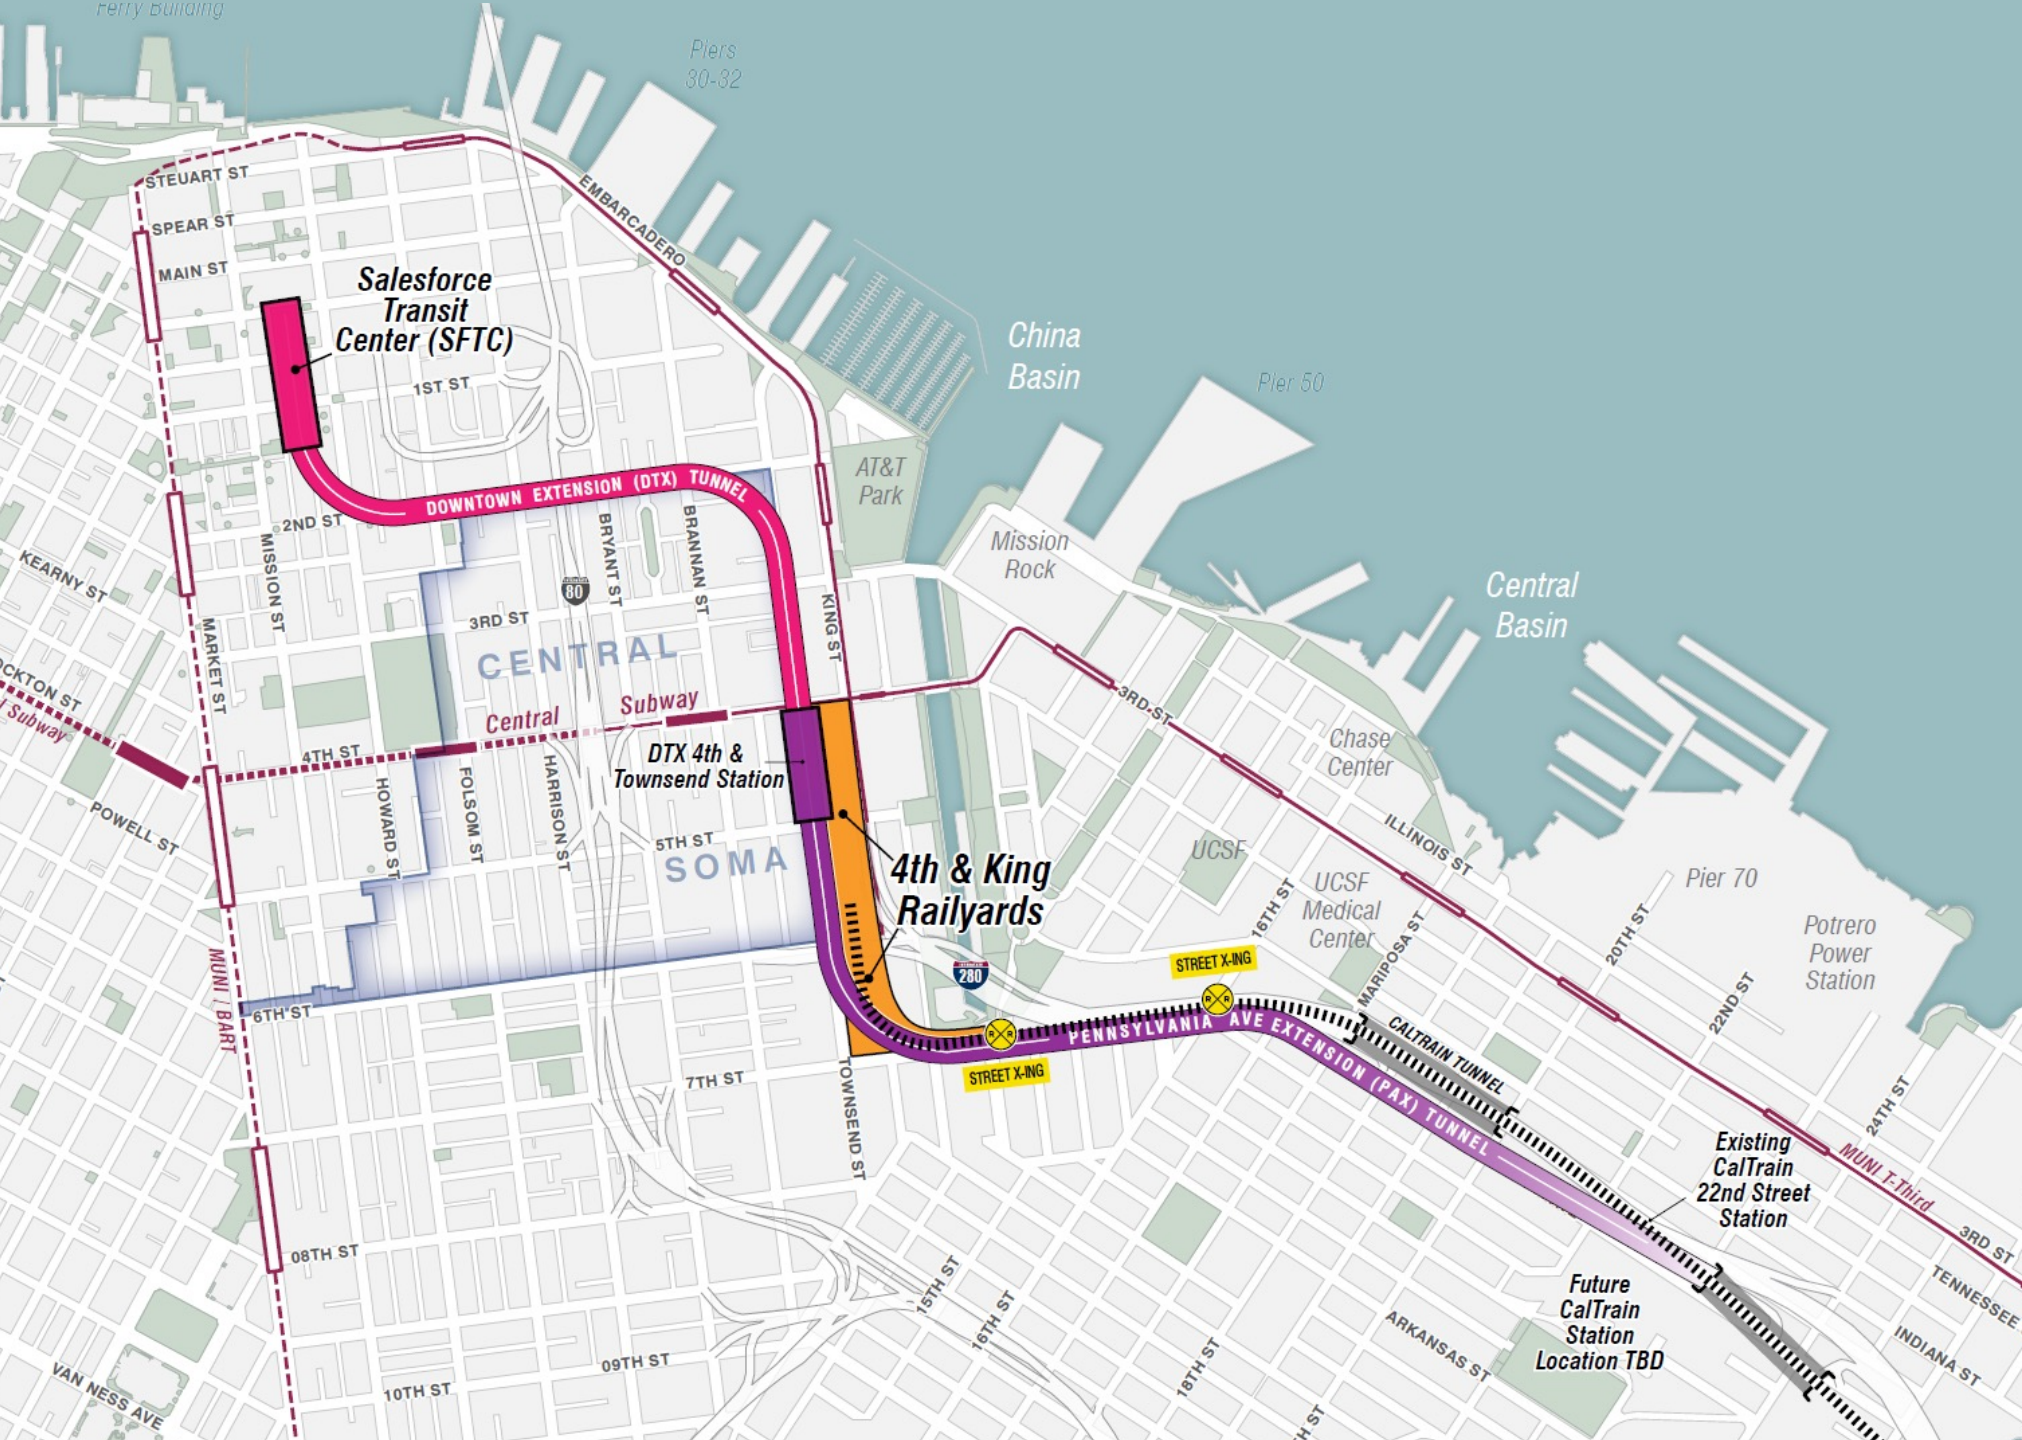 Ferry Building
Piers
30-32
STEUART ST
SPEAR ST
MAIN ST
EMBARCADERO
Salesforce
Transit
Center (SFTC)
China
Basin
Pier 50
1ST ST
AT&T
Park
DOWNTOWN EXTENSION (DTX) TUNNEL
2ND ST
MISSION ST
KEARNY ST
BRYANT ST
BRANNAN ST
80
Mission
Rock
Central
Basin
3RD ST
KING ST
MARKET ST
CENTRAL
STOCKTON ST
Subway
Central
Subway
3RD ST
4TH ST
DTX 4th &
Townsend Station
Chase
Center
HOWARD ST
FOLSOM ST
HARRISON ST
POWELL ST
5TH ST
SOMA
ILLINOIS ST
UCSF
4th & King
Railyards
16TH ST
UCSF
Medical
Center
Pier 70
20TH ST
Potrero
Power
Station
MARIPOSA ST
STREET X-ING
280
22ND ST
MUNI / BART
6TH ST
R R
R R
PENNSYLVANIA AVE EXTENSION (PAX) TUNNEL
CALTRAIN TUNNEL
STREET X-ING
7TH ST
TOWNSEND ST
24TH ST
Existing
CalTrain
22nd Street
Station
MUNI T-Third
3RD ST
08TH ST
15TH ST
16TH ST
TENNESSEE
Future
CalTrain
Station
Location TBD
ARKANSAS ST
INDIANA ST
18TH ST
09TH ST
10TH ST
VAN NESS AVE